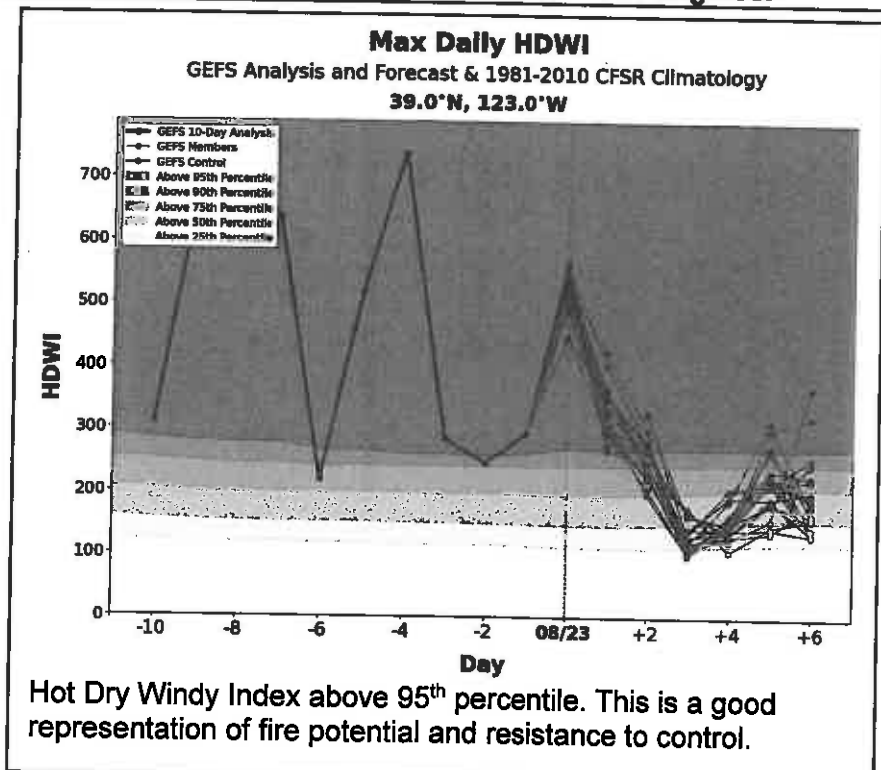 Max Daily HDWI
GEFS Analysis and Forecast & 1981-2010 CFSR Climatology
39.0°N, 123.0°W
GEFS 10-Day Analysis
GEFS Members
GEFS Control
Above 95th Percentile
Above 90th Percentile
Above 75th Percentile
Above 50th Percentile
Above 25th Percentile
HDWI
700
600
500
400
300
200
100
0
-10 -8 -6 -4 -2 08/23 +2 +4 +6
Day
Hot Dry Windy Index above 95th percentile. This is a good
representation of fire potential and resistance to control.